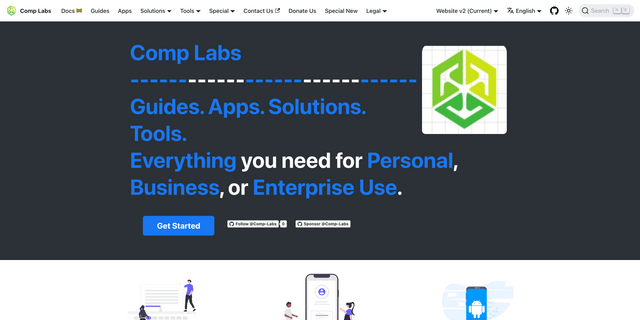 Comp Labs Docs Guides Apps Solutions Tools Special Contact Us Donate Us Special New Legal Website v2 (Current) English Search
Comp Labs
Guides. Apps. Solutions.
Tools.
Everything you need for Personal,
Business, or Enterprise Use.
Get Started Follow @Comp-Labs 0 Sponsor @Comp-Labs